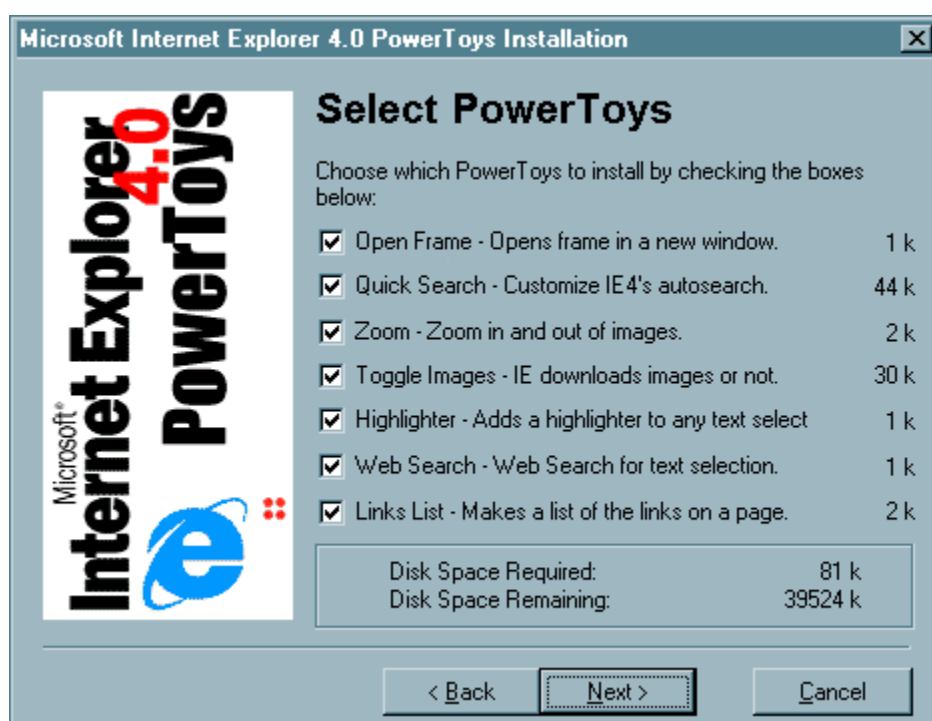 Microsoft Internet Explorer 4.0 PowerToys Installation
Microsoft®
Internet Explorer
4.0
PowerToys
Select PowerToys
Choose which PowerToys to install by checking the boxes
below:
Open Frame - Opens frame in a new window. 1 k
Quick Search - Customize IE4's autosearch. 44 k
Zoom - Zoom in and out of images. 2 k
Toggle Images - IE downloads images or not. 30 k
Highlighter - Adds a highlighter to any text select 1 k
Web Search - Web Search for text selection. 1 k
Links List - Makes a list of the links on a page. 2 k
Disk Space Required: 81 k
Disk Space Remaining: 39524 k
< Back Next > Cancel